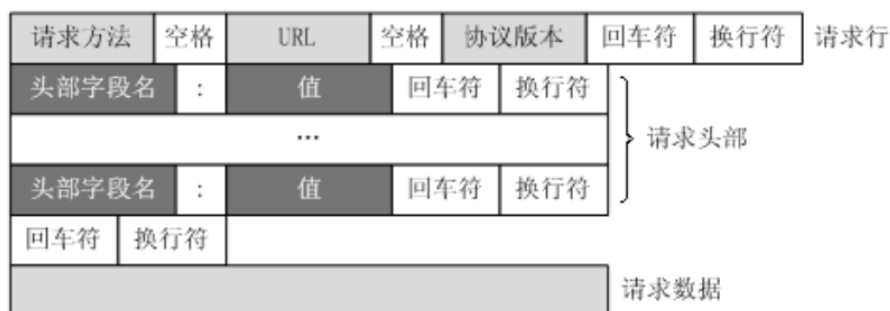 请求方法 空格 URL 空格 协议版本 回车符 换行符 请求行
头部字段名 : 值 回车符 换行符
… 请求头部
头部字段名 : 值 回车符 换行符
回车符 换行符
请求数据